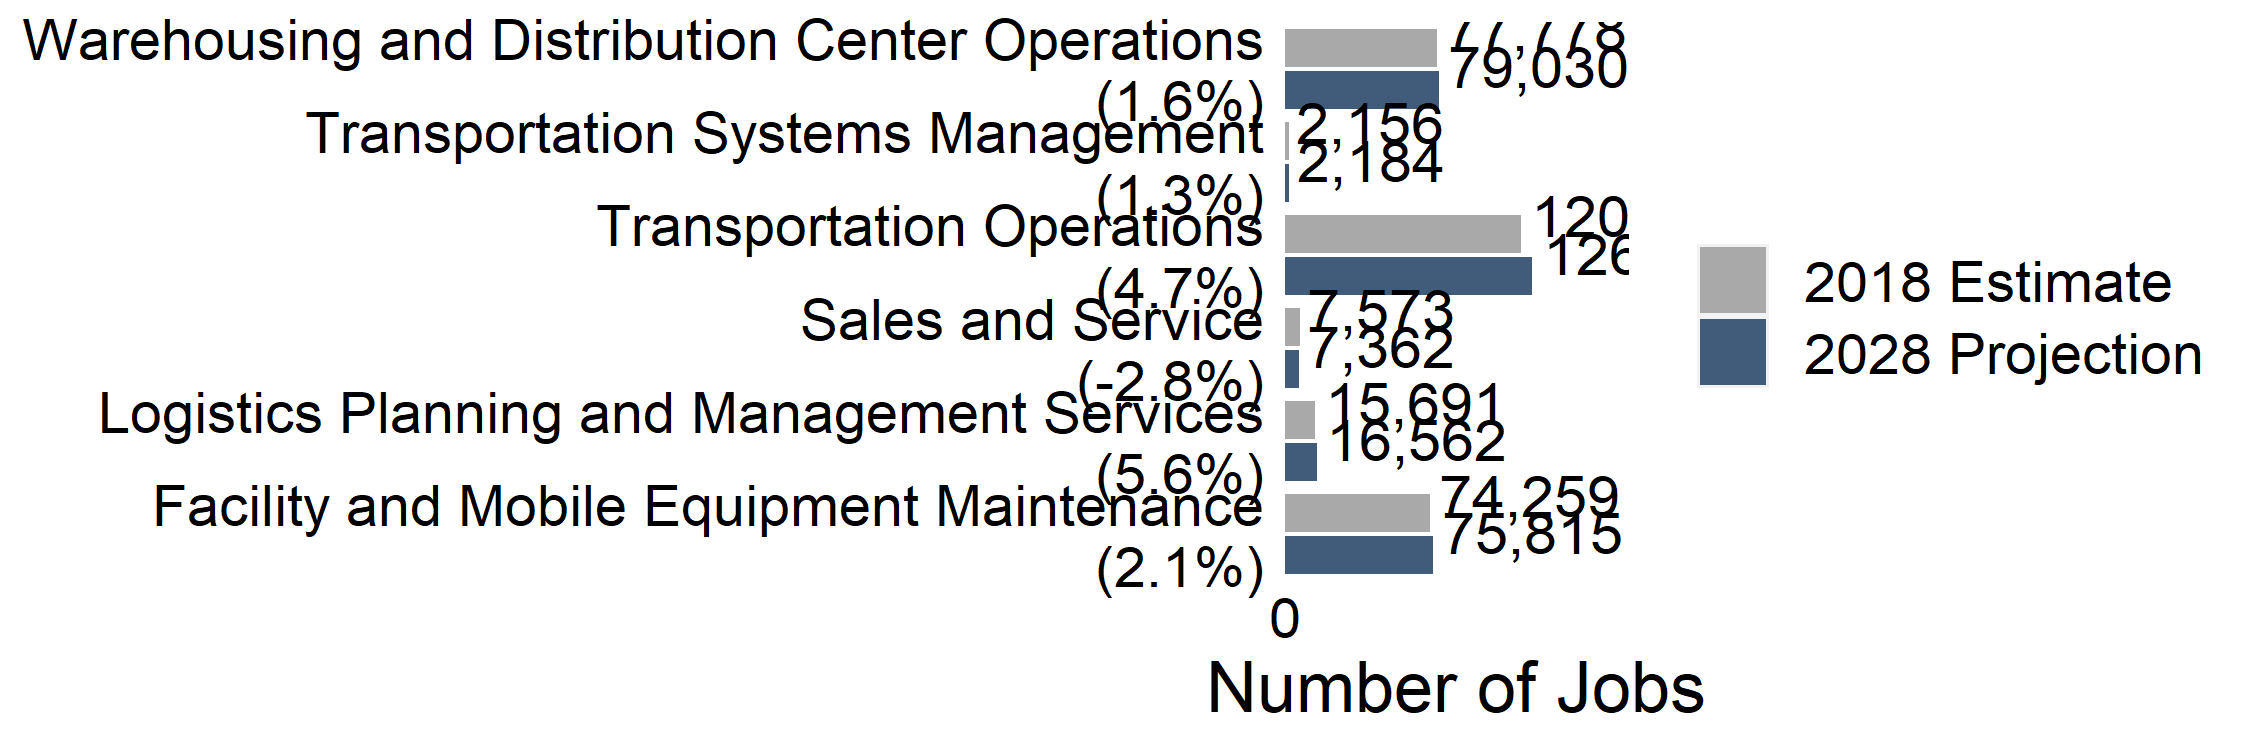 Warehousing and Distribution Center Operations
(1.6%)
77,778
79,030
Transportation Systems Management
(1.3%)
2,156
2,184
Transportation Operations
(4.7%)
120
126
Sales and Service
(-2.8%)
7,573
7,362
Logistics Planning and Management Services
(5.6%)
15,691
16,562
Facility and Mobile Equipment Maintenance
(2.1%)
74,259
75,815
0
Number of Jobs
2018 Estimate
2028 Projection